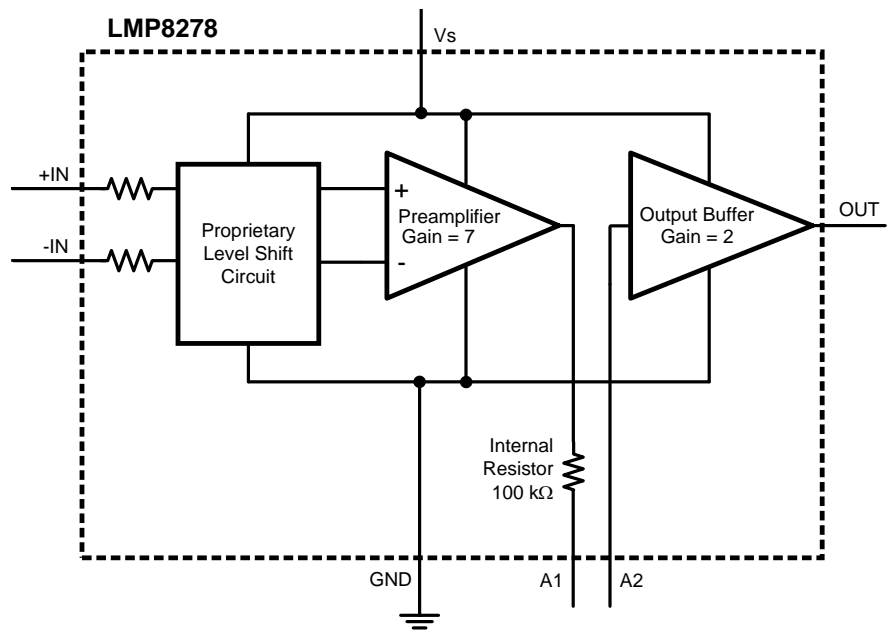 LMP8278
Vs
+IN
-IN
Proprietary
Level Shift
Circuit
+
-
Preamplifier
Gain = 7
Output Buffer
Gain = 2
OUT
Internal
Resistor
100 kΩ
GND
A1
A2